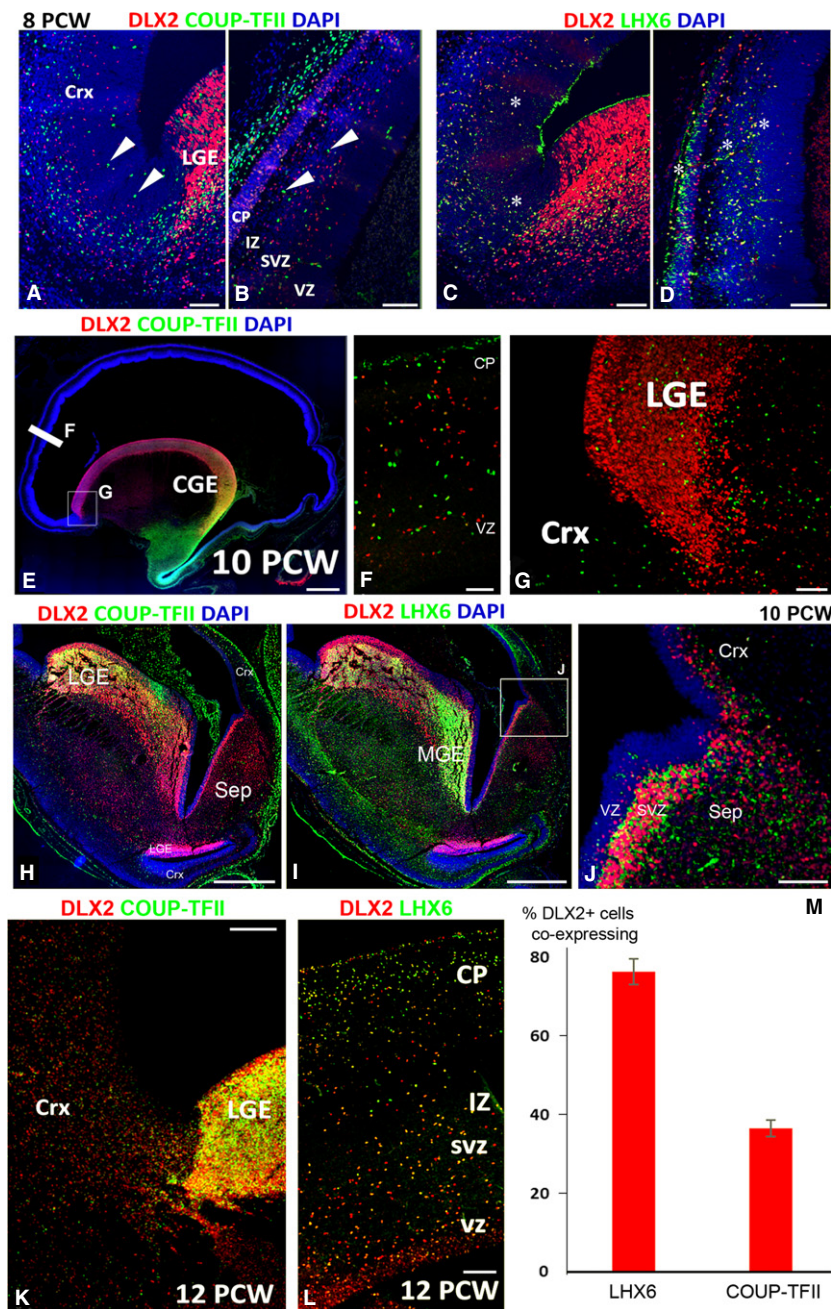 8 PCW DLX2 COUP-TFII DAPI
DLX2 LHX6 DAPI
Crx
LGE
A
CP
IZ
SVZ
VZ
B
*
*
C
*
*
*
D
DLX2 COUP-TFII DAPI
F
G
CGE
E
10 PCW
CP
VZ
F
LGE
Crx
G
DLX2 COUP-TFII DAPI
DLX2 LHX6 DAPI
10 PCW
LGE
Crx
Sep
LGE
Crx
H
J
MGE
I
Crx
VZ
SVZ
Sep
J
DLX2 COUP-TFII
DLX2 LHX6
M
Crx
LGE
K
12 PCW
CP
IZ
SVZ
VZ
L
12 PCW
% DLX2+ cells
co-expressing
80
60
40
20
0
LHX6
COUP-TFII